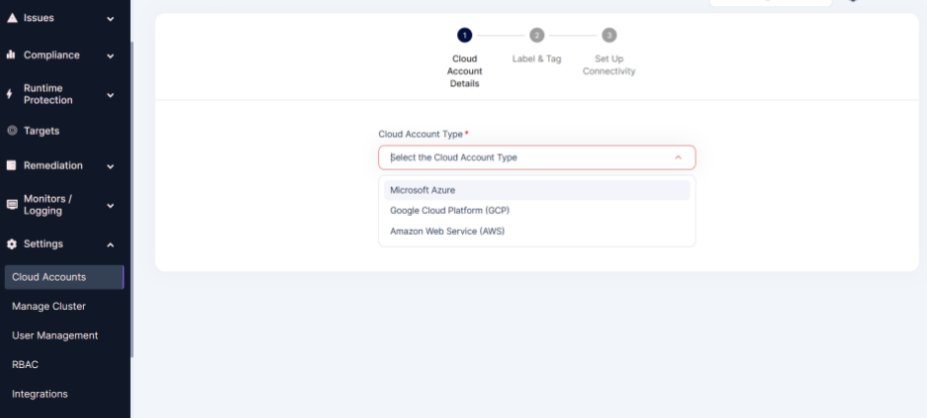 Issues
Compliance
Runtime
Protection
Targets
Remediation
Monitors /
Logging
Settings
Cloud Accounts
Manage Cluster
User Management
RBAC
Integrations
1
2
3
Cloud
Account
Details
Label & Tag
Set Up
Connectivity
Cloud Account Type *
Select the Cloud Account Type
Microsoft Azure
Google Cloud Platform (GCP)
Amazon Web Service (AWS)